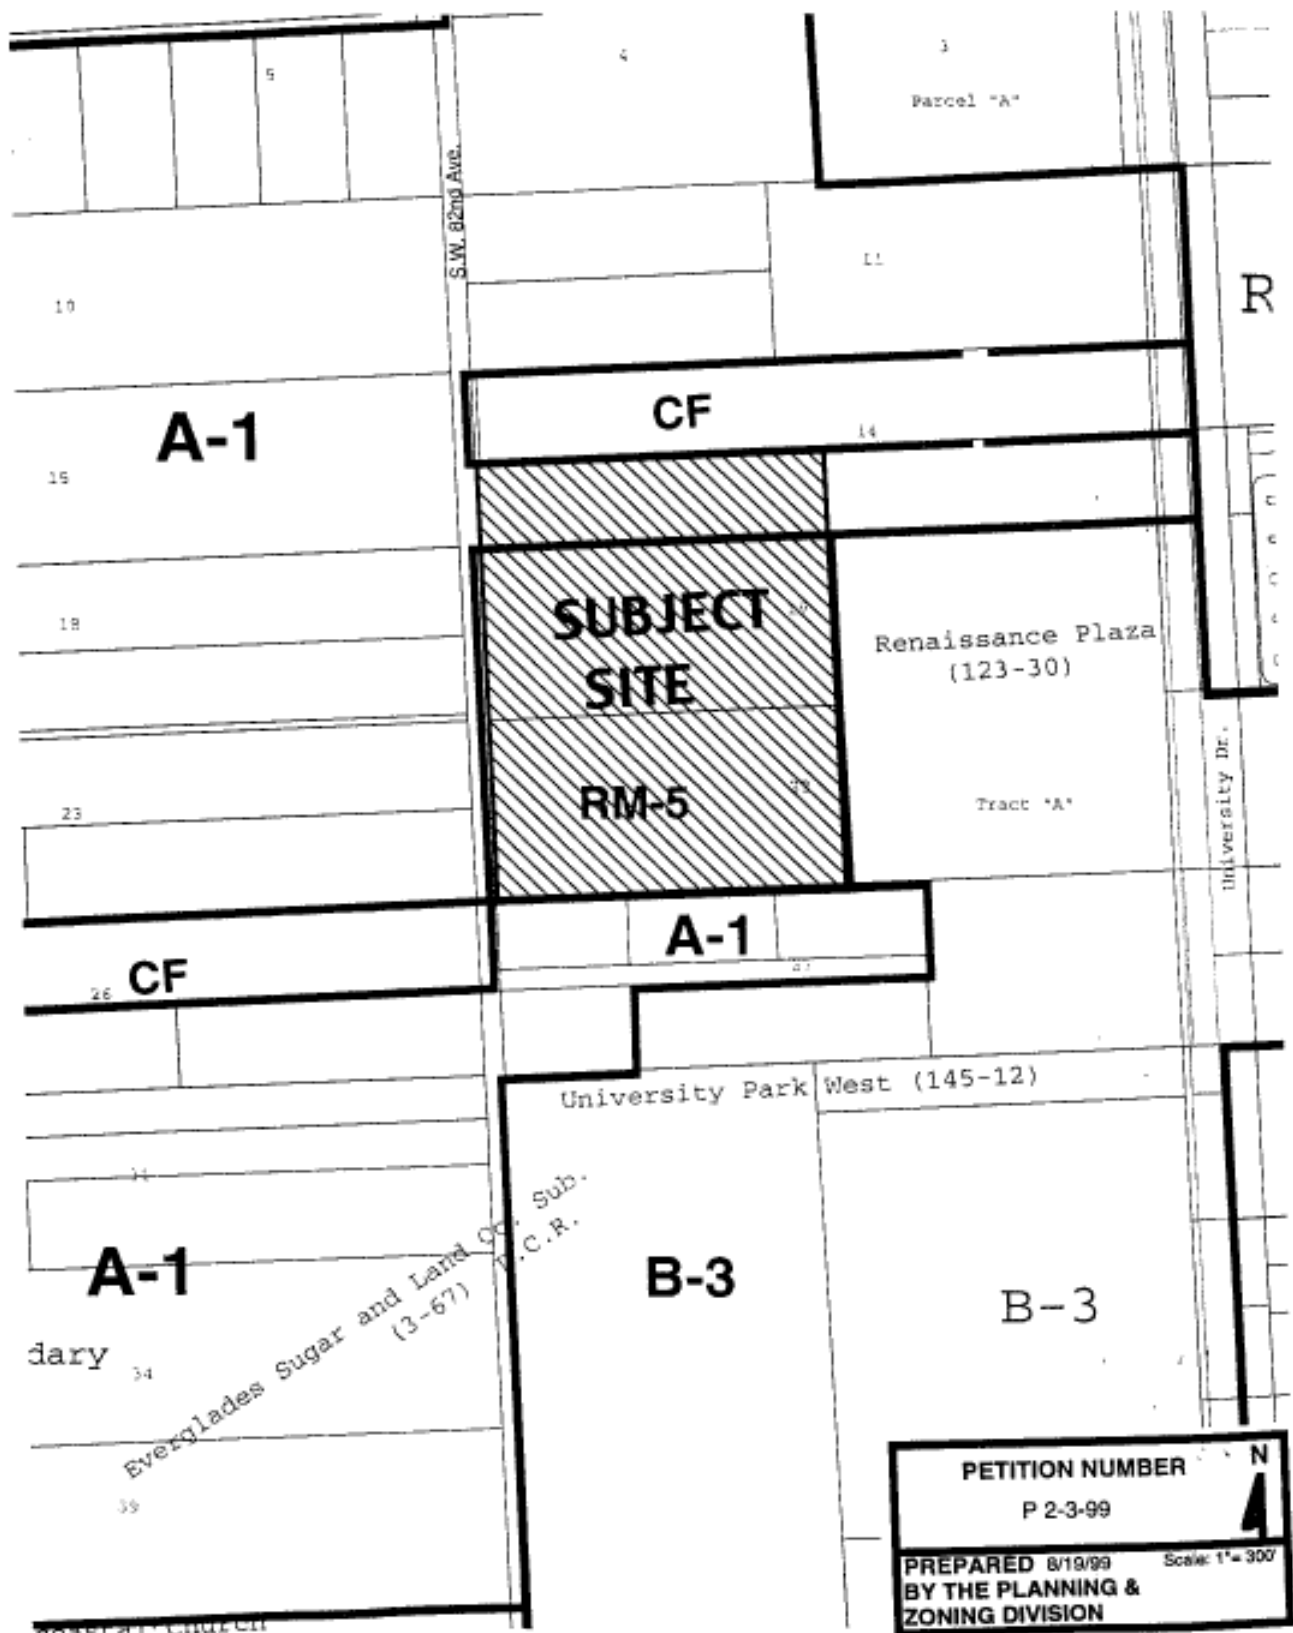 5
4
3
Parcel "A"
S.W. 82nd Ave.
10
11
R
A-1
CF
14
15
SUBJECT
SITE
18
Renaissance Plaza
(123-30)
RM-5
23
Tract "A"
University Dr.
A-1
CF
26
27
University Park West (145-12)
Everglades Sugar and Land Co. Sub.
(3-67)
.C.R.
A-1
B-3
B-3
dary
34
39
PETITION NUMBER
N
P 2-3-99
PREPARED 8/19/99
Scale: 1"= 300'
BY THE PLANNING &
ZONING DIVISION
Church